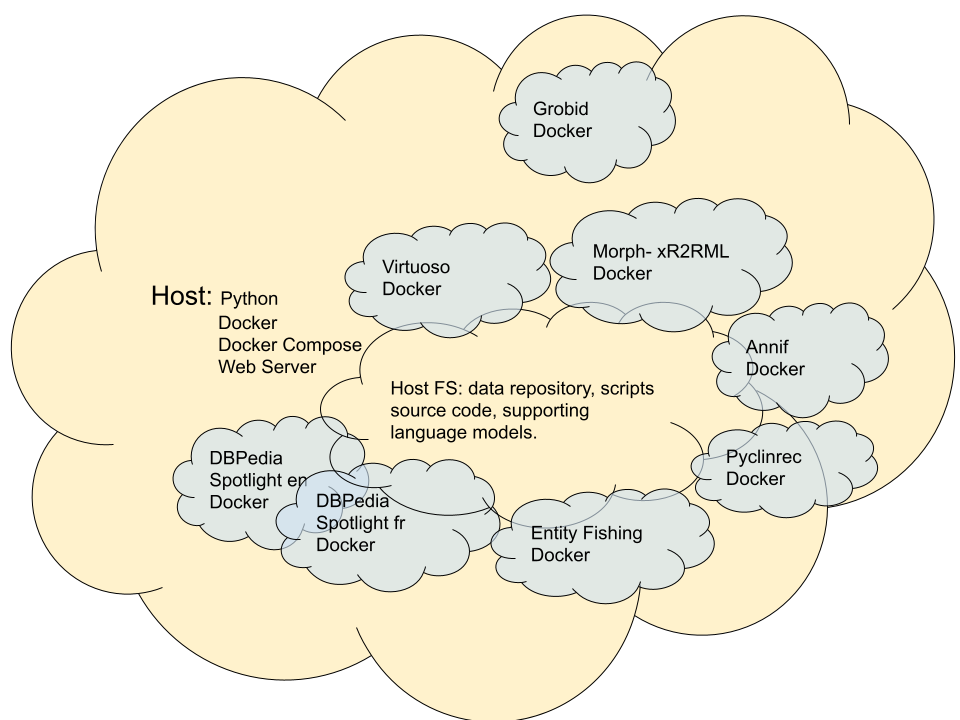 Grobid
Docker
Morph- xR2RML
Docker
Virtuoso
Docker
Host: Python
Docker
Docker Compose
Web Server
Annif
Docker
Host FS: data repository, scripts
source code, supporting
language models.
Pyclinrec
Docker
DBPedia
Spotlight en
Docker
DBPedia
Spotlight fr
Docker
Entity Fishing
Docker